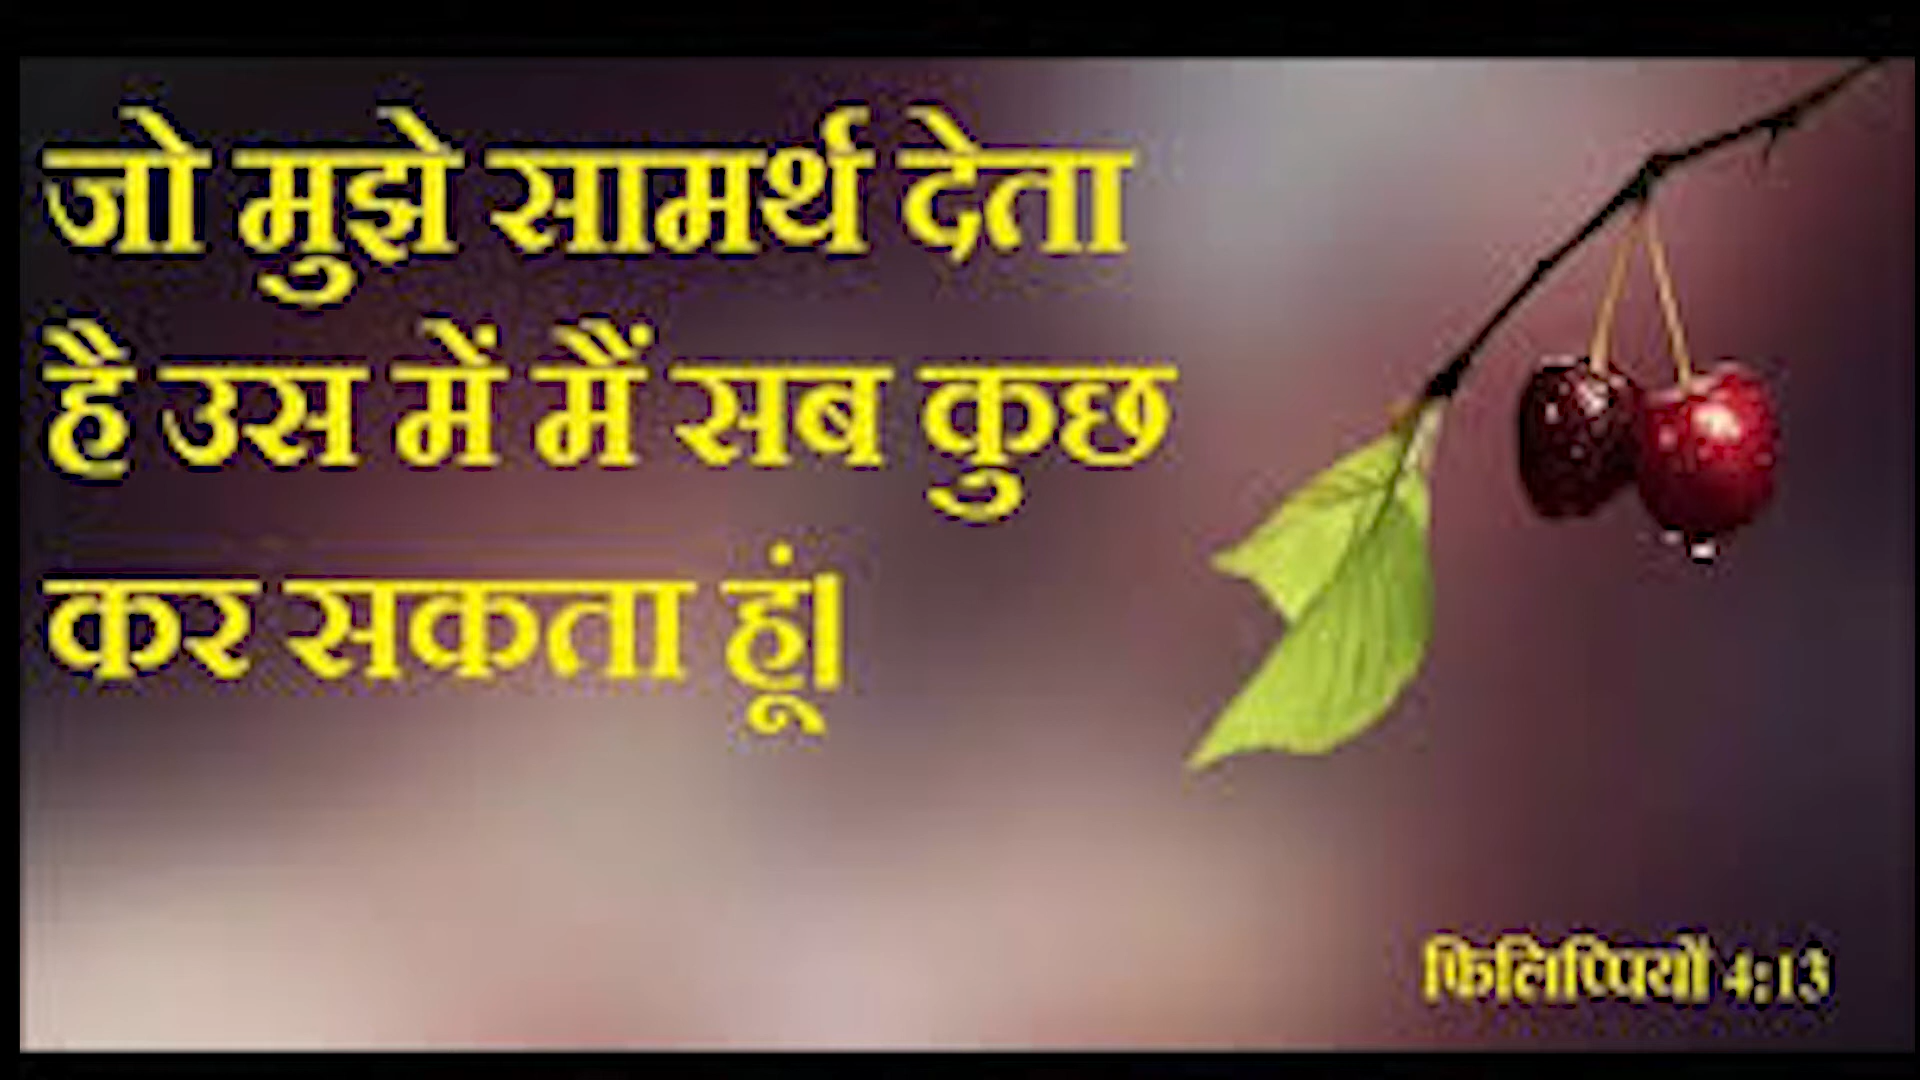 जो मुझे सामर्थ देता
है उस में मैं सब कुछ
कर सकता हूं।
फिलिप्पियों 4:13